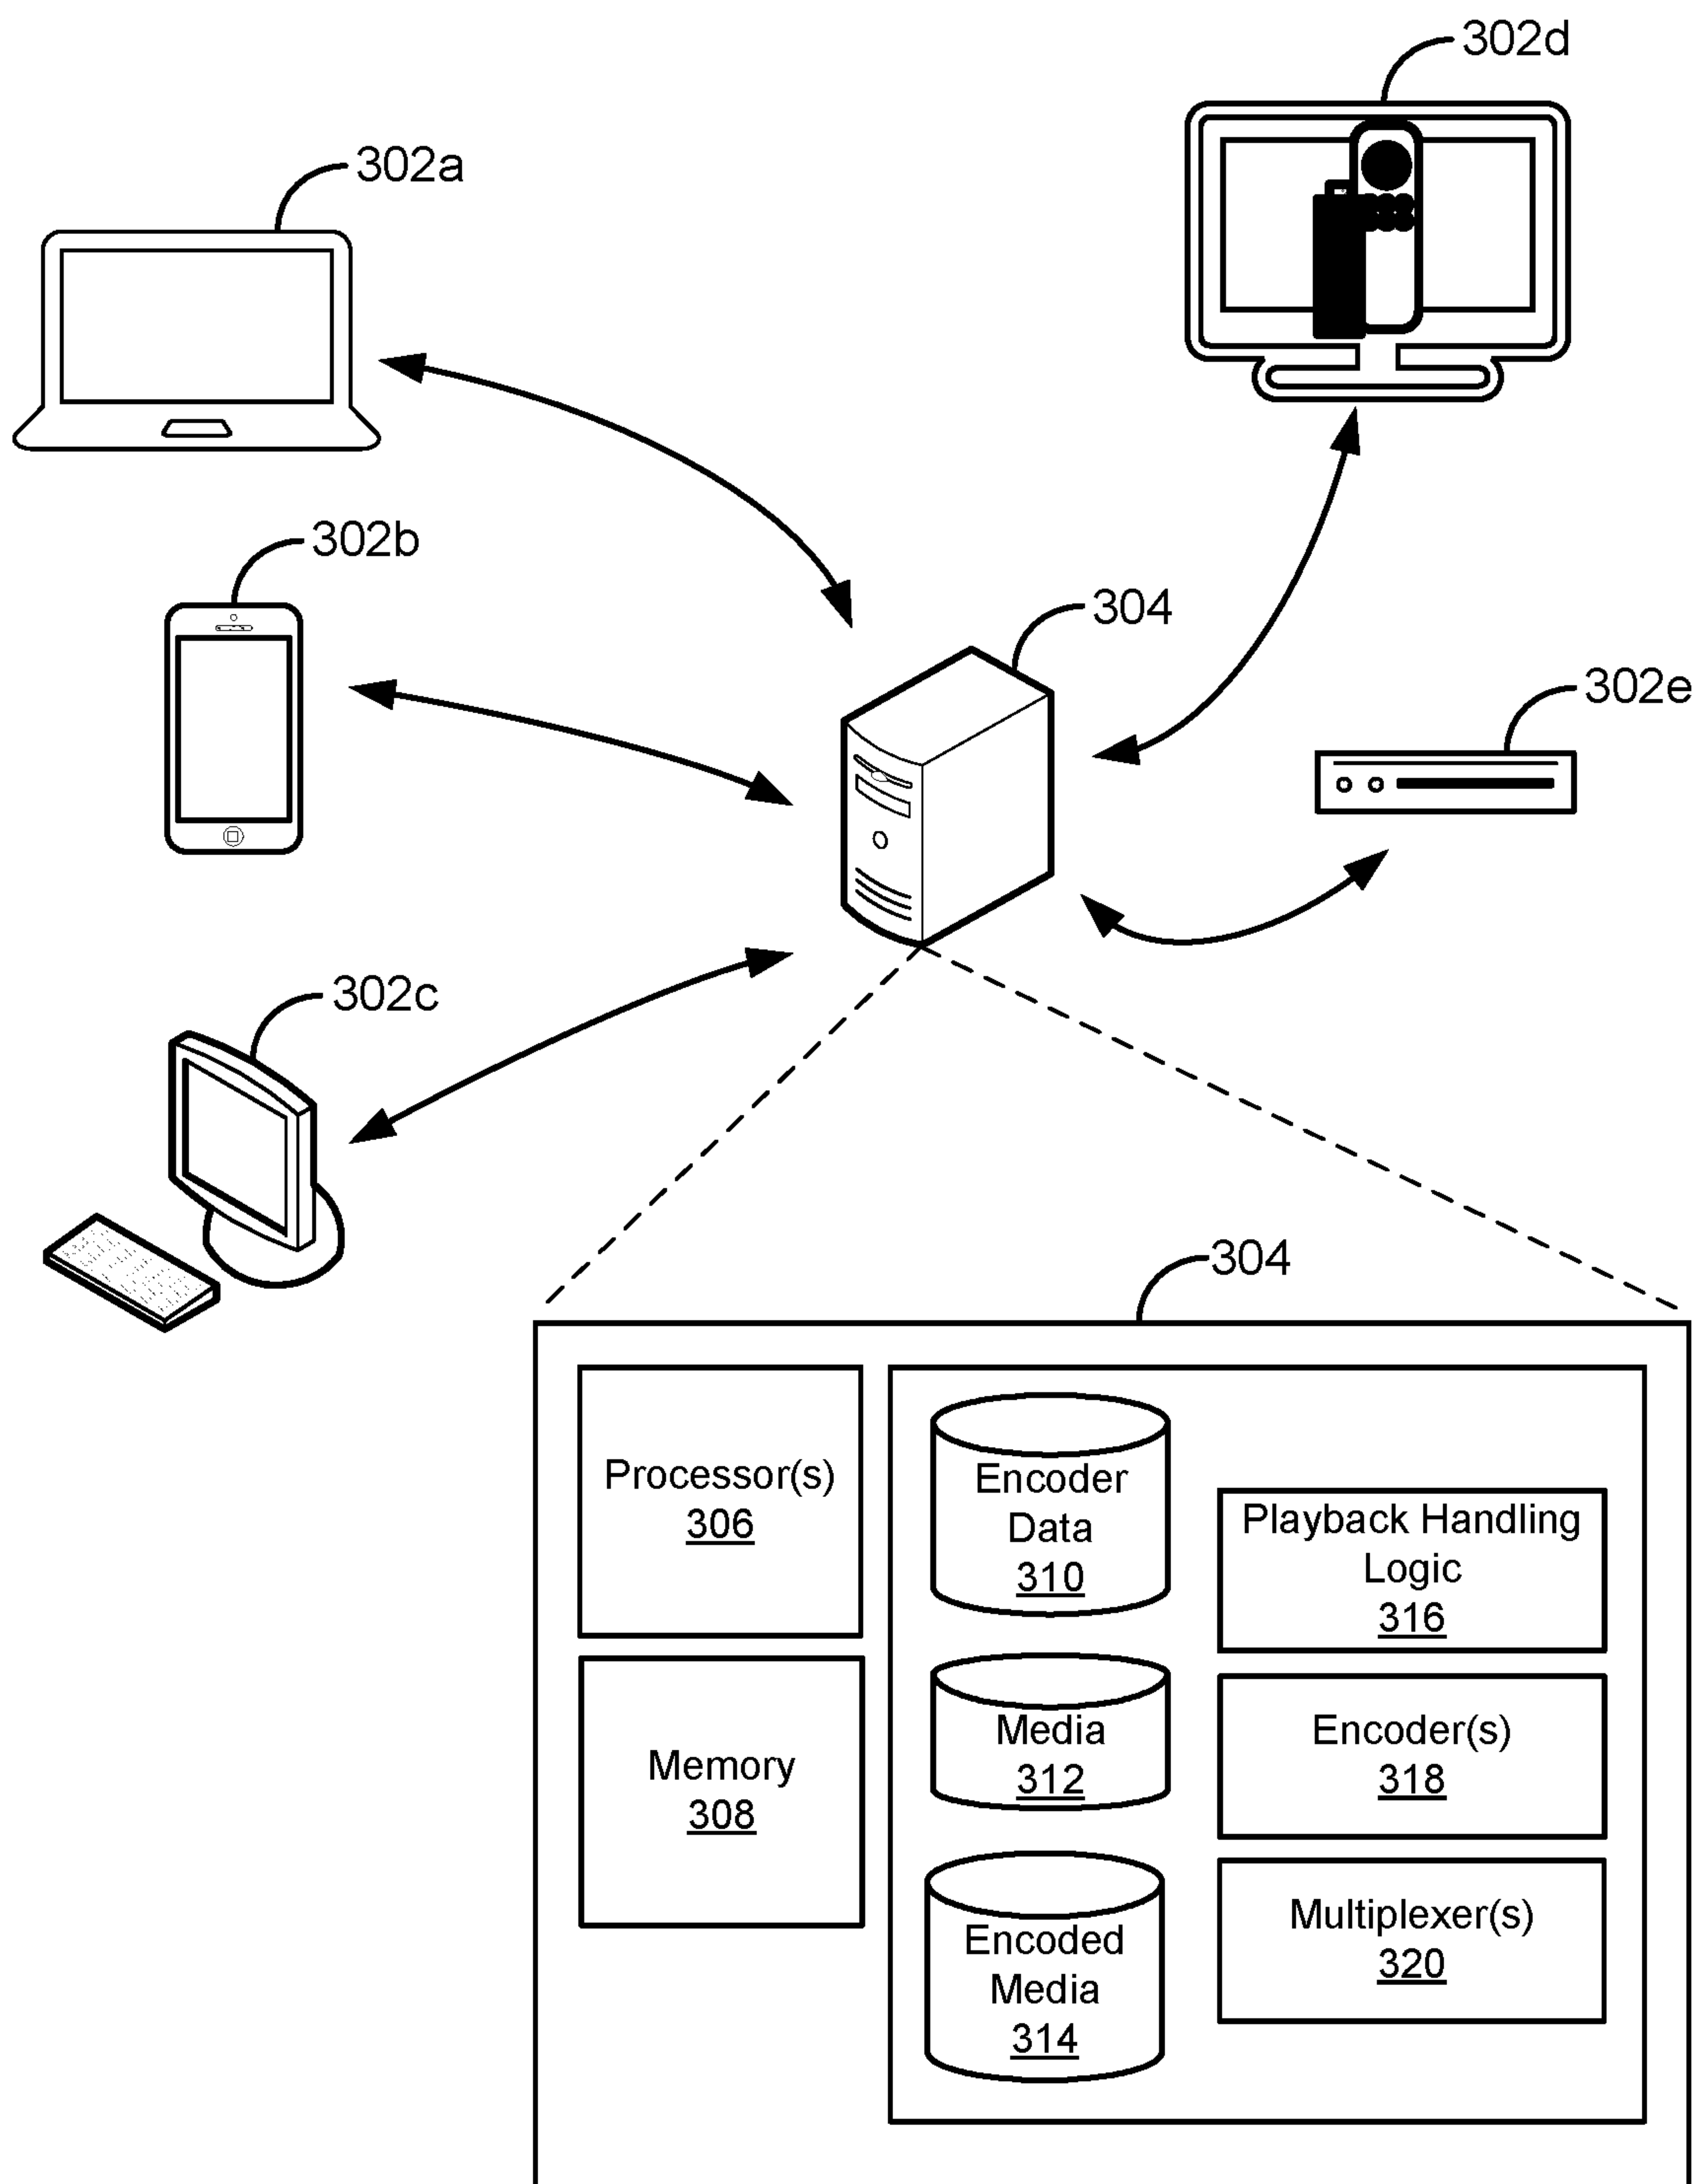 302d
302a
302b
304
302e
302c
304
Processor(s)
306
Memory
308
Encoder
Data
310
Media
312
Encoded
Media
314
Playback Handling
Logic
316
Encoder(s)
318
Multiplexer(s)
320